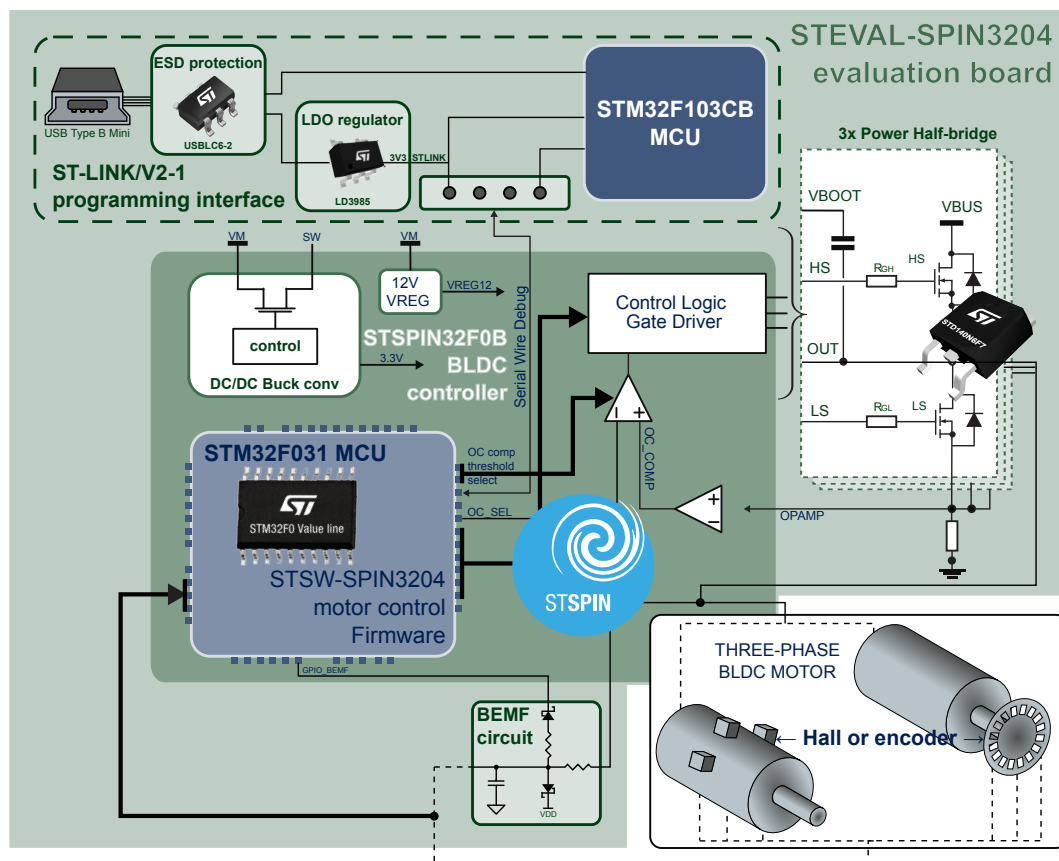 STEVAL-SPIN3204
evaluation board
ESD protection
USBLC6-2
USB Type B Mini
LDO regulator
3V3_STLINK
LD3985
STM32F103CB
MCU
ST-LINK/V2-1
programming interface
3x Power Half-bridge
VBOOT
VBUS
HS
RGH
HS
STD140N6F7
OUT
LS
RGL
LS
VM
SW
VM
12V
VREG
VREG12
control
DC/DC Buck conv
3.3V
STSPIN32F0B
BLDC
controller
Serial Wire Debug
Control Logic
Gate Driver
OC_COMP
OPAMP
STM32F031 MCU
STM32F0 Value line
OC comp
threshold
select
OC_SEL
STSW-SPIN3204
motor control
Firmware
STSPIN
GPIO_BEMF
BEMF
circuit
VDD
THREE-PHASE
BLDC MOTOR
← Hall or encoder →